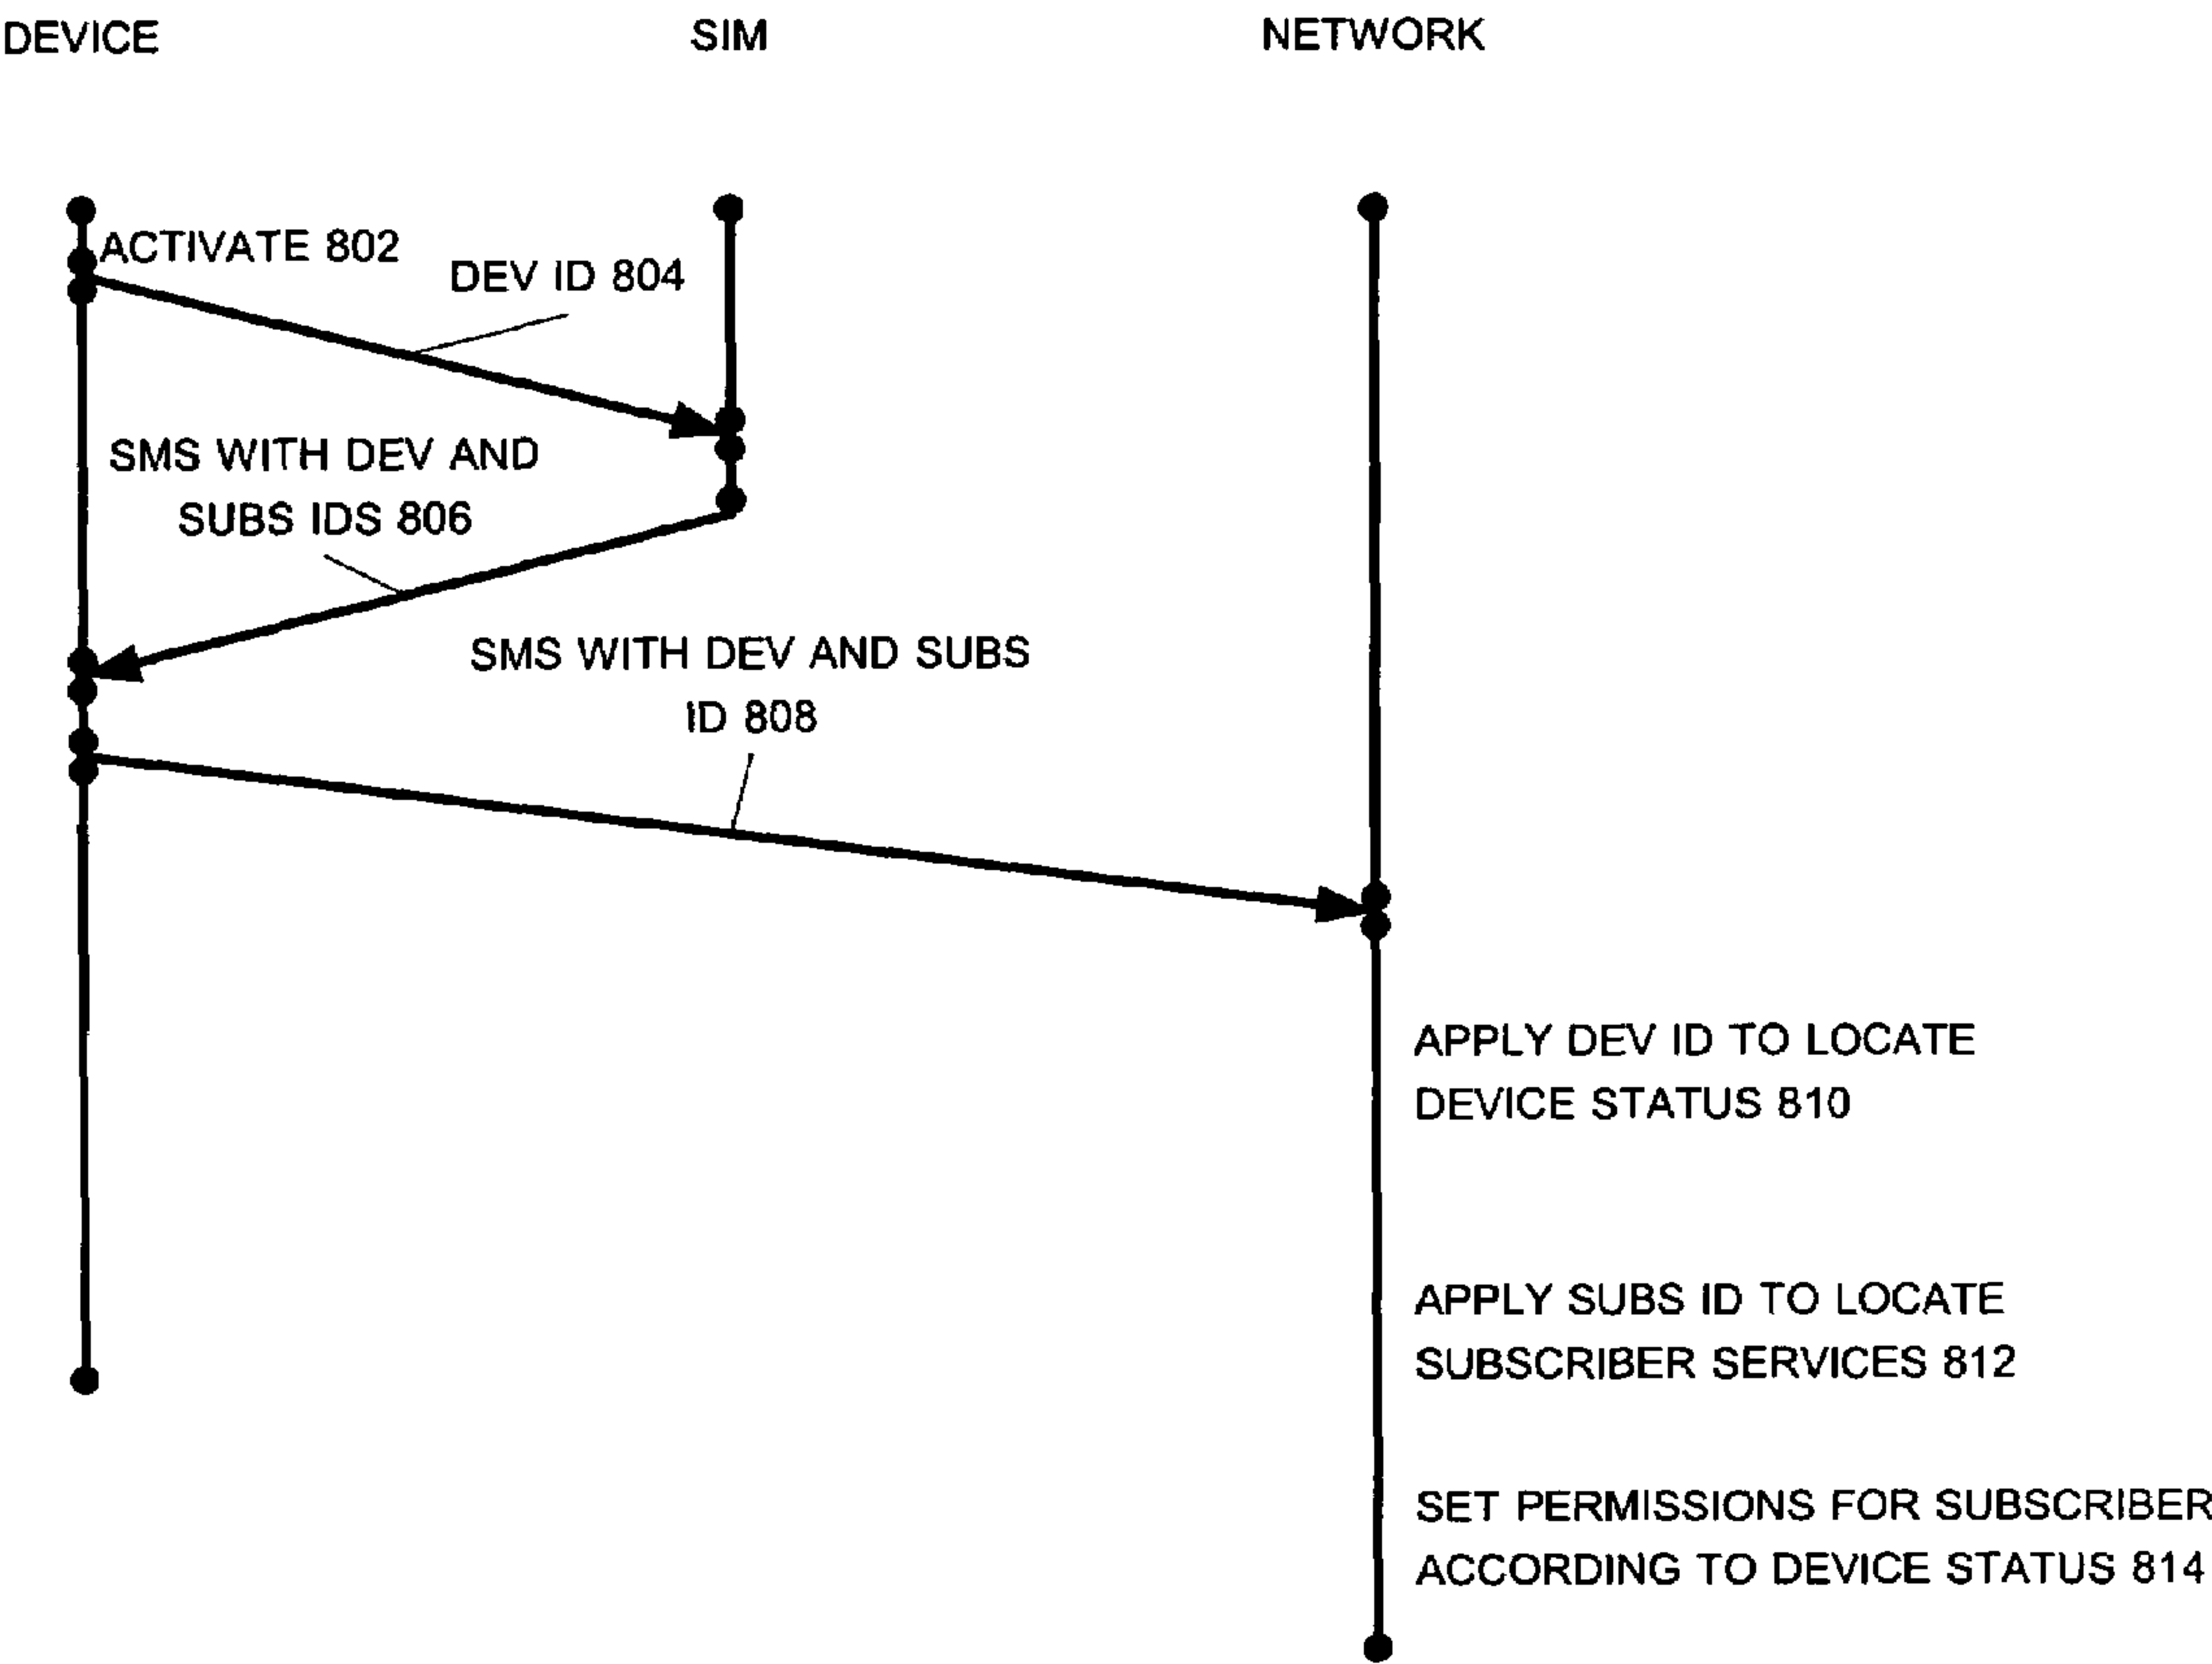 DEVICE
SIM
NETWORK
ACTIVATE 802
DEV ID 804
SMS WITH DEV AND
SUBS IDS 806
SMS WITH DEV AND SUBS
ID 808
APPLY DEV ID TO LOCATE
DEVICE STATUS 810
APPLY SUBS ID TO LOCATE
SUBSCRIBER SERVICES 812
SET PERMISSIONS FOR SUBSCRIBER
ACCORDING TO DEVICE STATUS 814